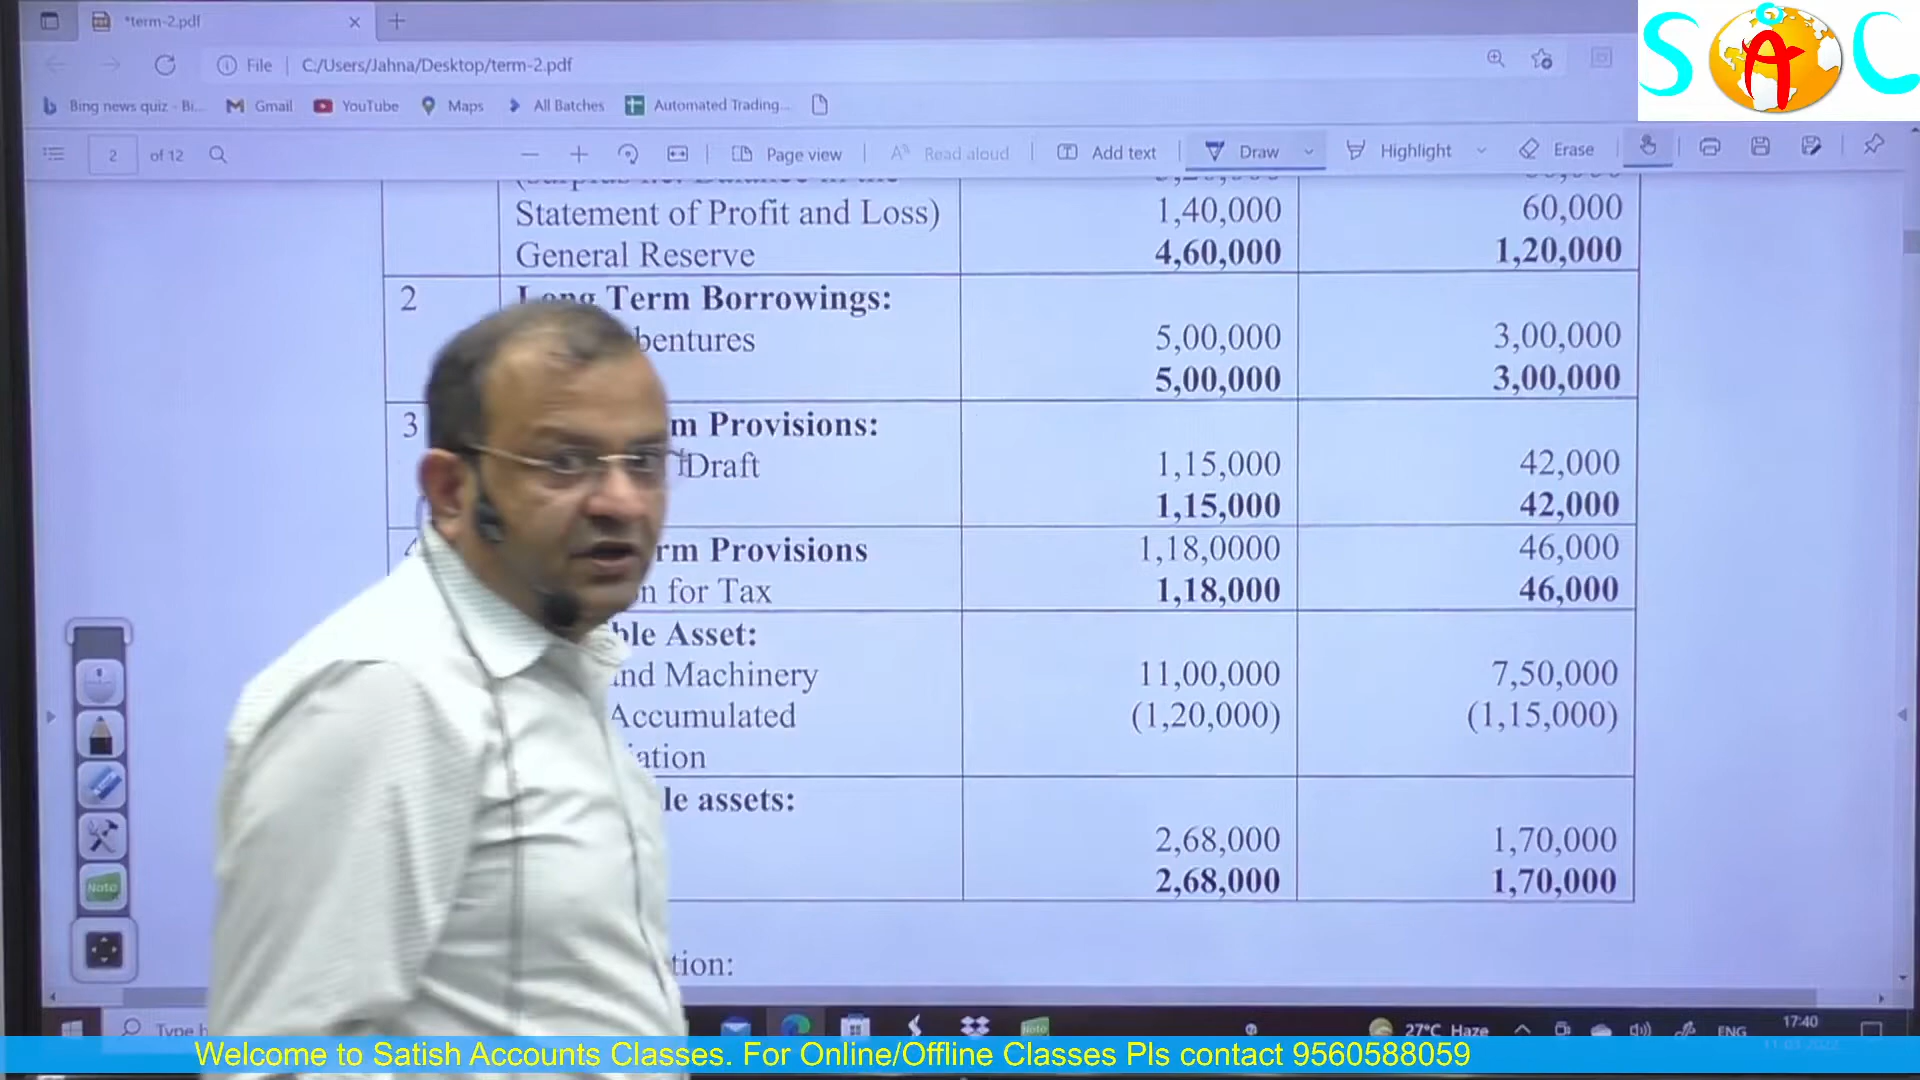 *term-2.pdf
SAC
File C:/Users/Jahna/Desktop/term-2.pdf
Bing news quiz - Bi... Gmail YouTube Maps All Batches Automated Trading...
2 of 12 Page view Read aloud Add text Draw Highlight Erase
Statement of Profit and Loss) 1,40,000 60,000
General Reserve 4,60,000 1,20,000
2 Long Term Borrowings:
bentures 5,00,000 3,00,000
5,00,000 3,00,000
3 m Provisions:
Draft 1,15,000 42,000
1,15,000 42,000
rm Provisions 1,18,0000 46,000
n for Tax 1,18,000 46,000
ble Asset:
nd Machinery 11,00,000 7,50,000
Accumulated (1,20,000) (1,15,000)
iation
le assets:
2,68,000 1,70,000
2,68,000 1,70,000
tion:
Note
Type h
Note
27°C Haze ENG 17:40
Welcome to Satish Accounts Classes. For Online/Offline Classes Pls contact 9560588059